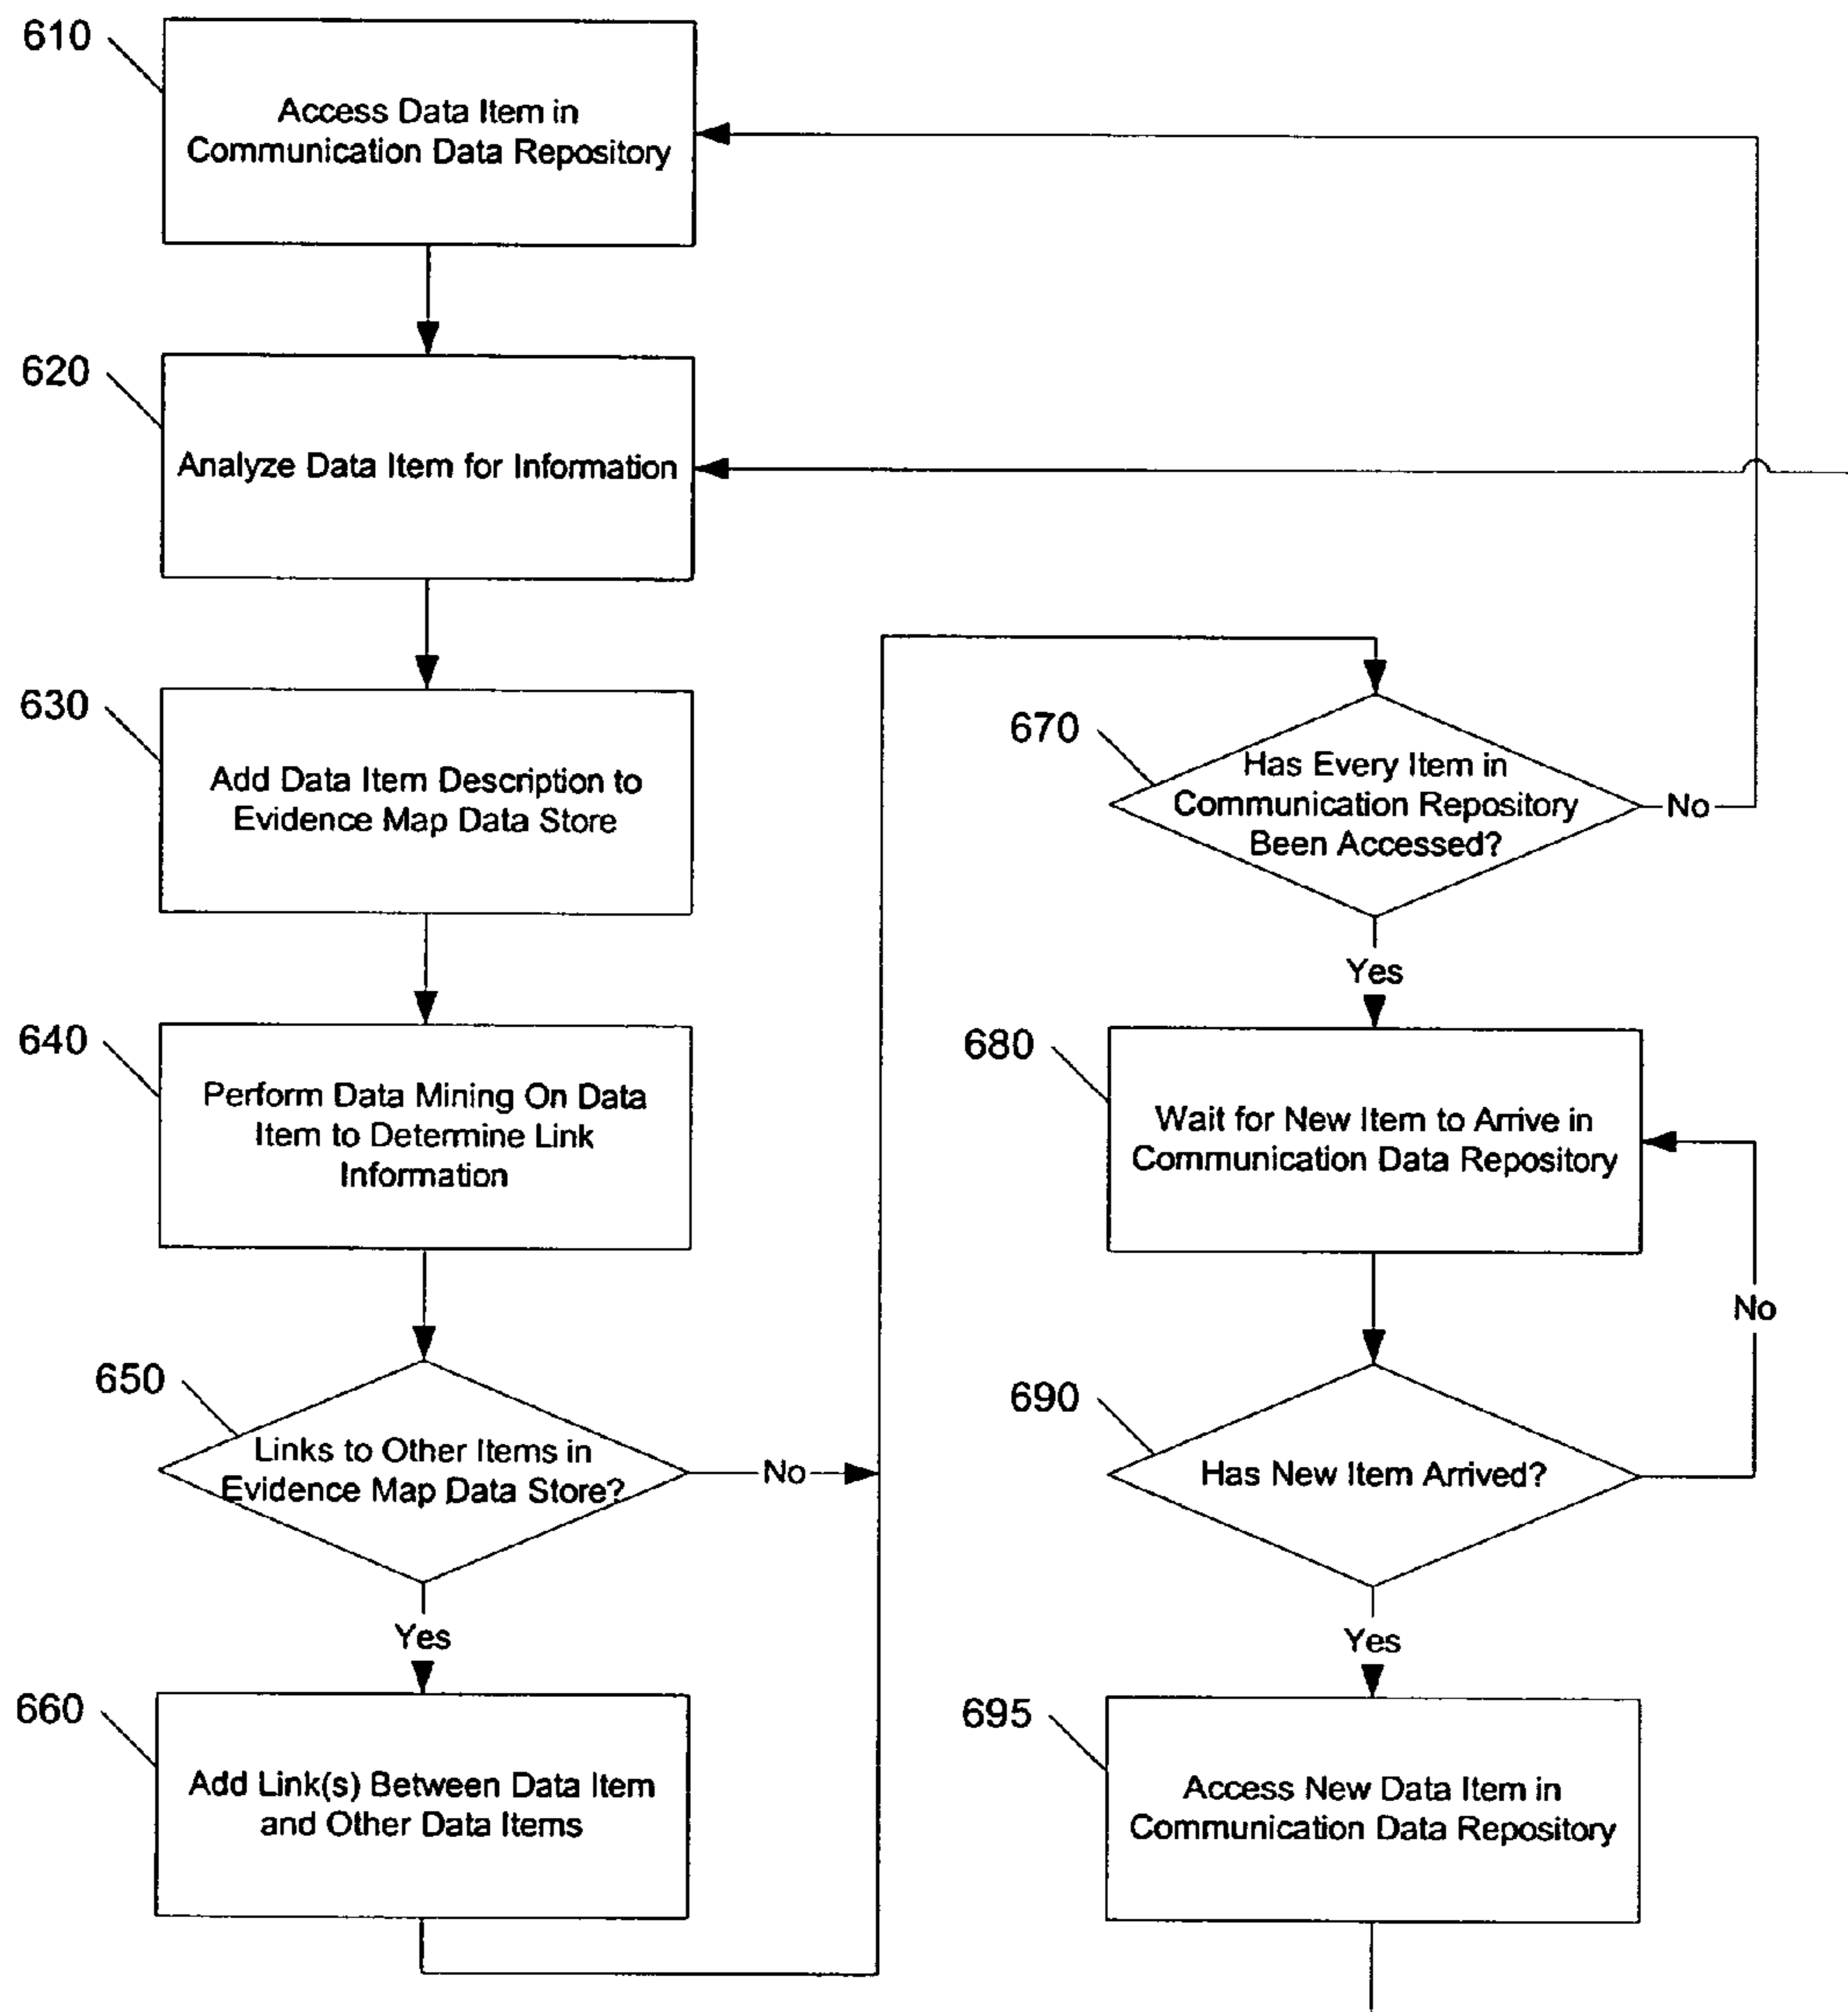 610
Access Data Item in
Communication Data Repository
620
Analyze Data Item for Information
630
Add Data Item Description to
Evidence Map Data Store
640
Perform Data Mining On Data
Item to Determine Link
Information
650
Links to Other Items in
Evidence Map Data Store?
No
Yes
660
Add Link(s) Between Data Item
and Other Data Items
670
Has Every Item in
Communication Repository
Been Accessed?
No
Yes
680
Wait for New Item to Arrive in
Communication Data Repository
No
690
Has New Item Arrived?
Yes
695
Access New Data Item in
Communication Data Repository